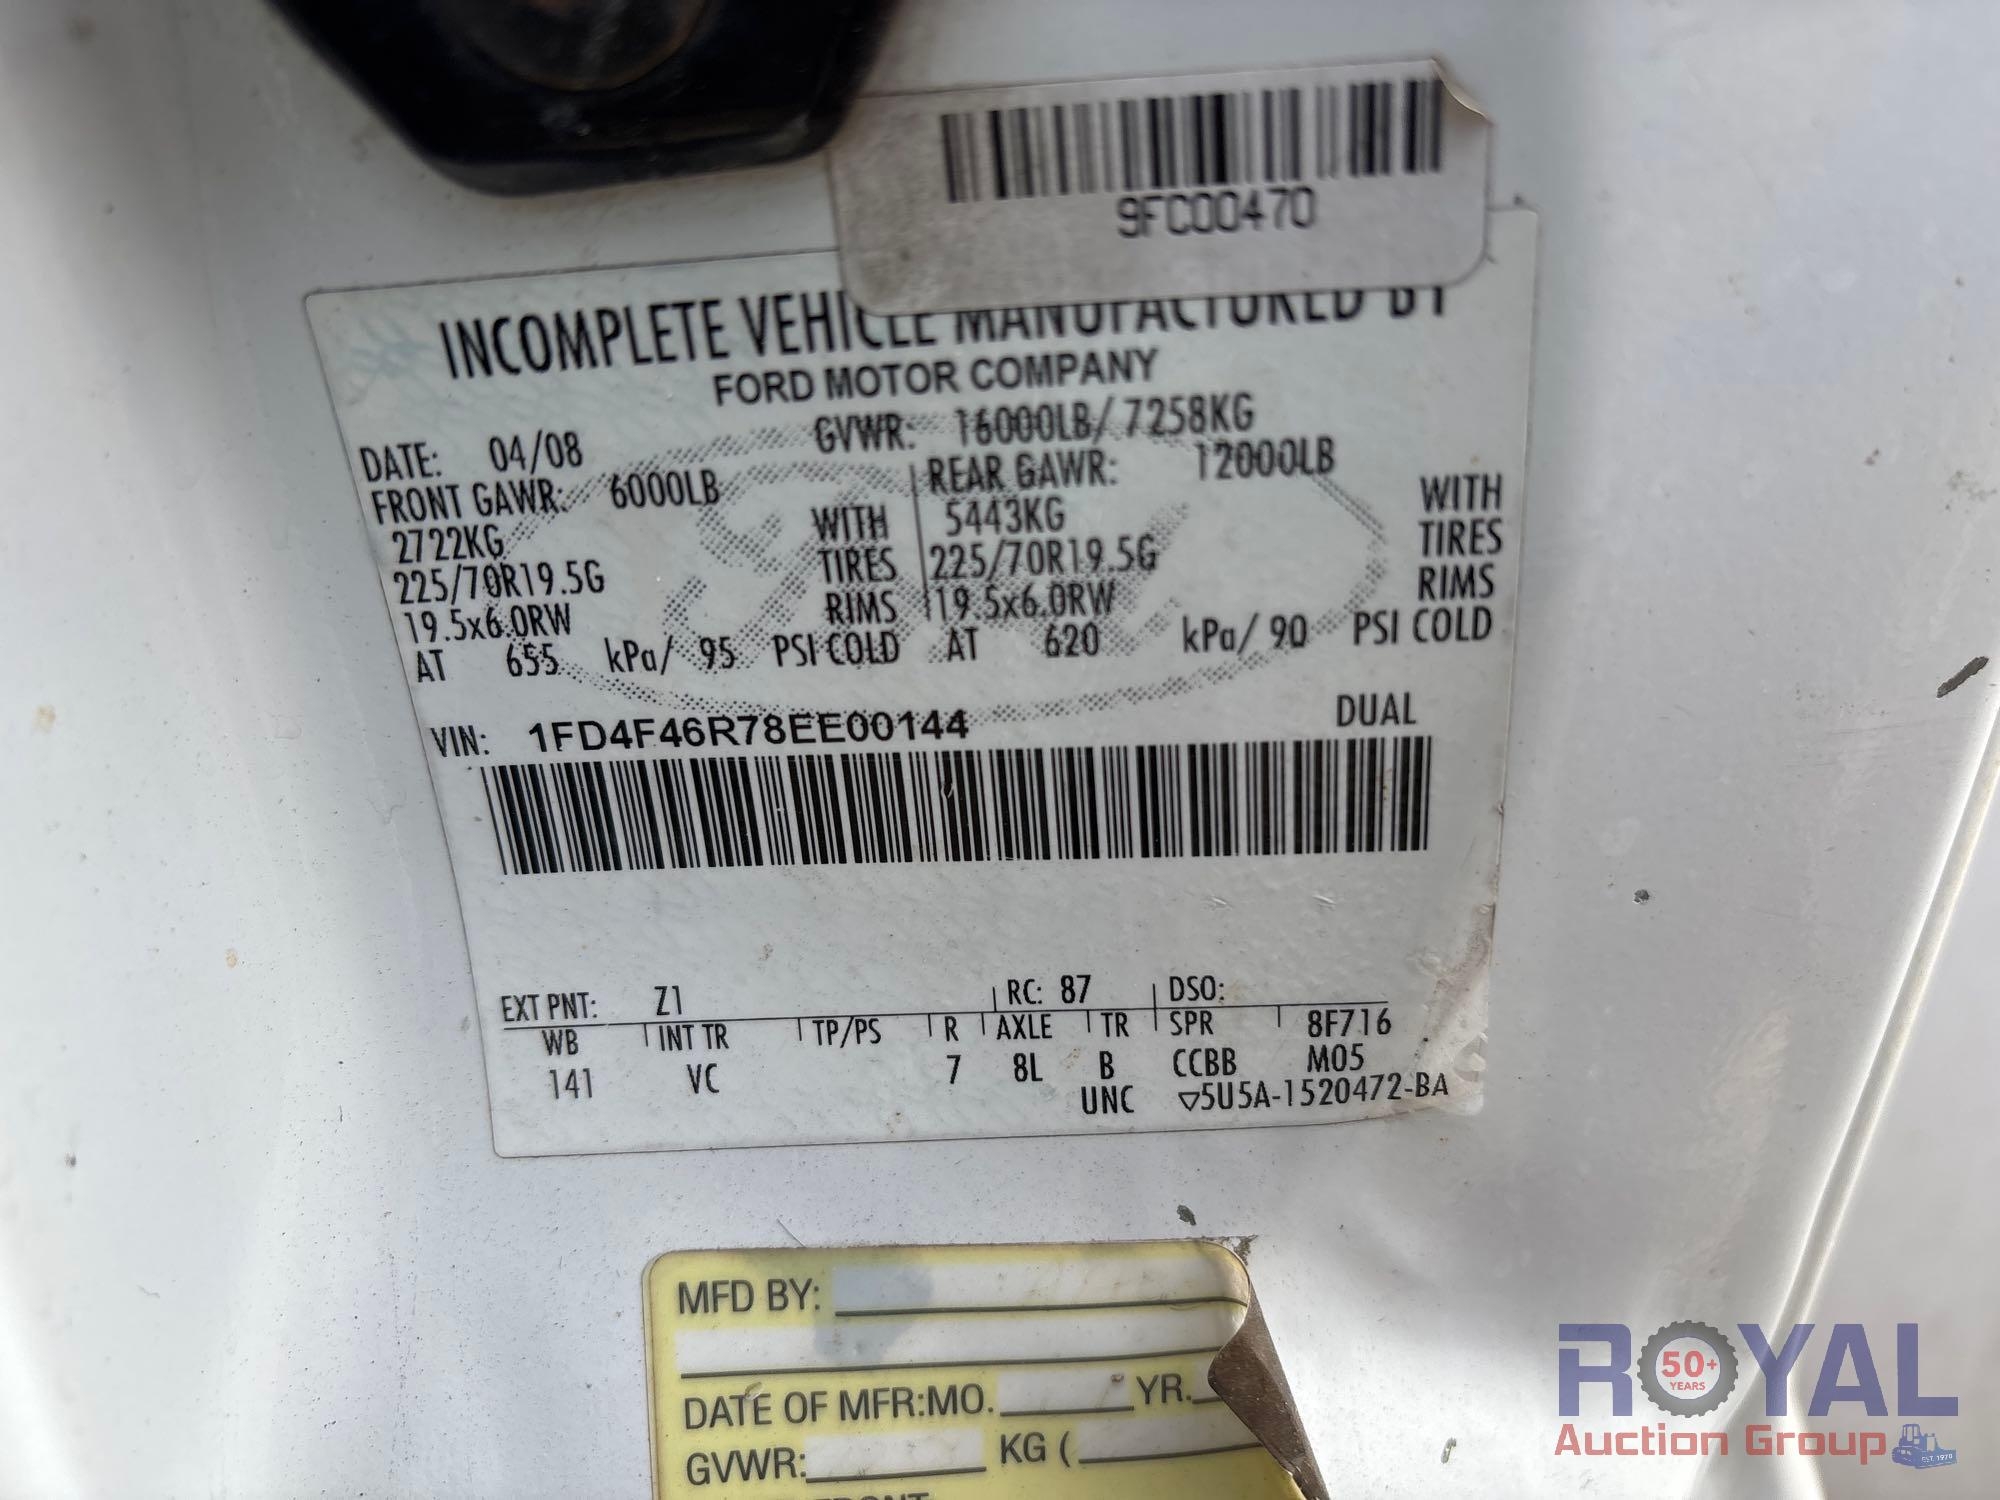 9FC00470
INCOMPLETE VEHICLE MANUFACTURED BY
FORD MOTOR COMPANY
DATE: 04/08 GVWR: 16000LB/ 7258KG
FRONT GAWR: 6000LB REAR GAWR: 12000LB
2722KG WITH 5443KG WITH
225/70R19.5G TIRES 225/70R19.5G TIRES
19.5x6.0RW RIMS 19.5x6.0RW RIMS
AT 655 kPa/ 95 PSI COLD AT 620 kPa/ 90 PSI COLD
VIN: 1FD4F46R78EE00144 DUAL
EXT PNT: Z1 RC: 87 DSO:
WB INT TR TP/PS R AXLE TR SPR 8F716
141 VC 7 8L B CCBB M05
UNC ▽5U5A-1520472-BA
MFD BY:
DATE OF MFR:MO. YR.
GVWR: KG (
ROYAL
50+
YEARS
Auction Group
EST. 1970